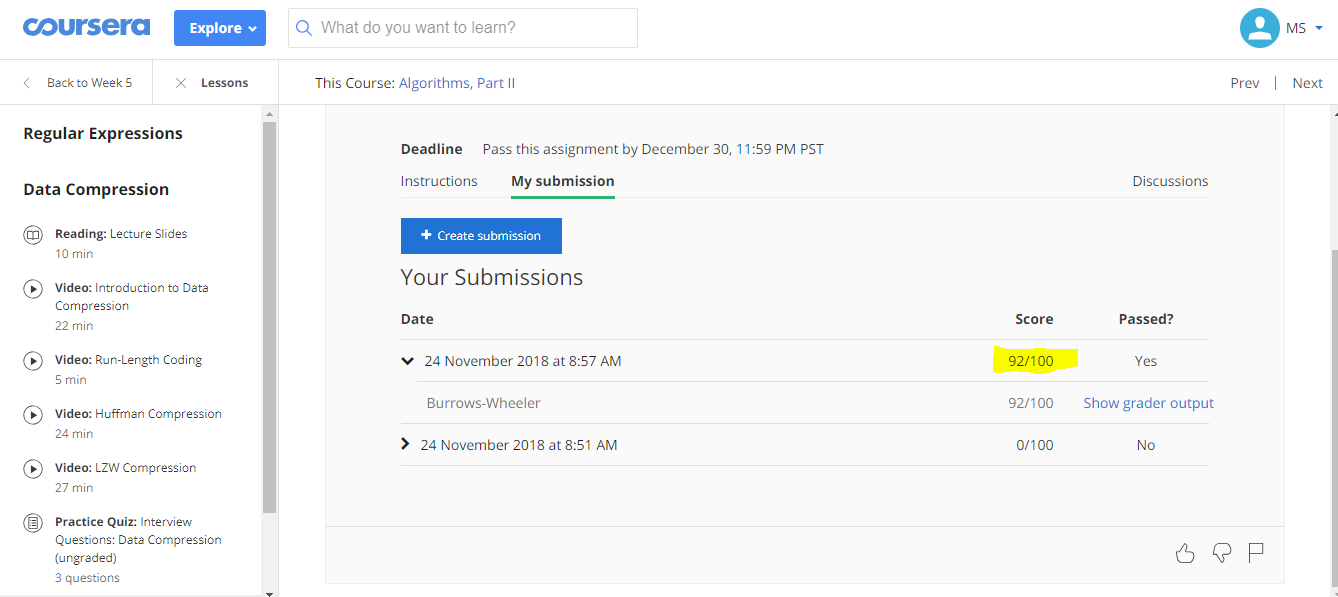 coursera
Explore
What do you want to learn?
MS
Back to Week 5
Lessons
This Course: Algorithms, Part II
Prev | Next
Regular Expressions
Data Compression
Reading: Lecture Slides
10 min
Video: Introduction to Data
Compression
22 min
Video: Run-Length Coding
5 min
Video: Huffman Compression
24 min
Video: LZW Compression
27 min
Practice Quiz: Interview
Questions: Data Compression
(ungraded)
3 questions
Deadline Pass this assignment by December 30, 11:59 PM PST
Instructions My submission Discussions
+ Create submission
Your Submissions
Date Score Passed?
24 November 2018 at 8:57 AM 92/100 Yes
Burrows-Wheeler 92/100 Show grader output
24 November 2018 at 8:51 AM 0/100 No